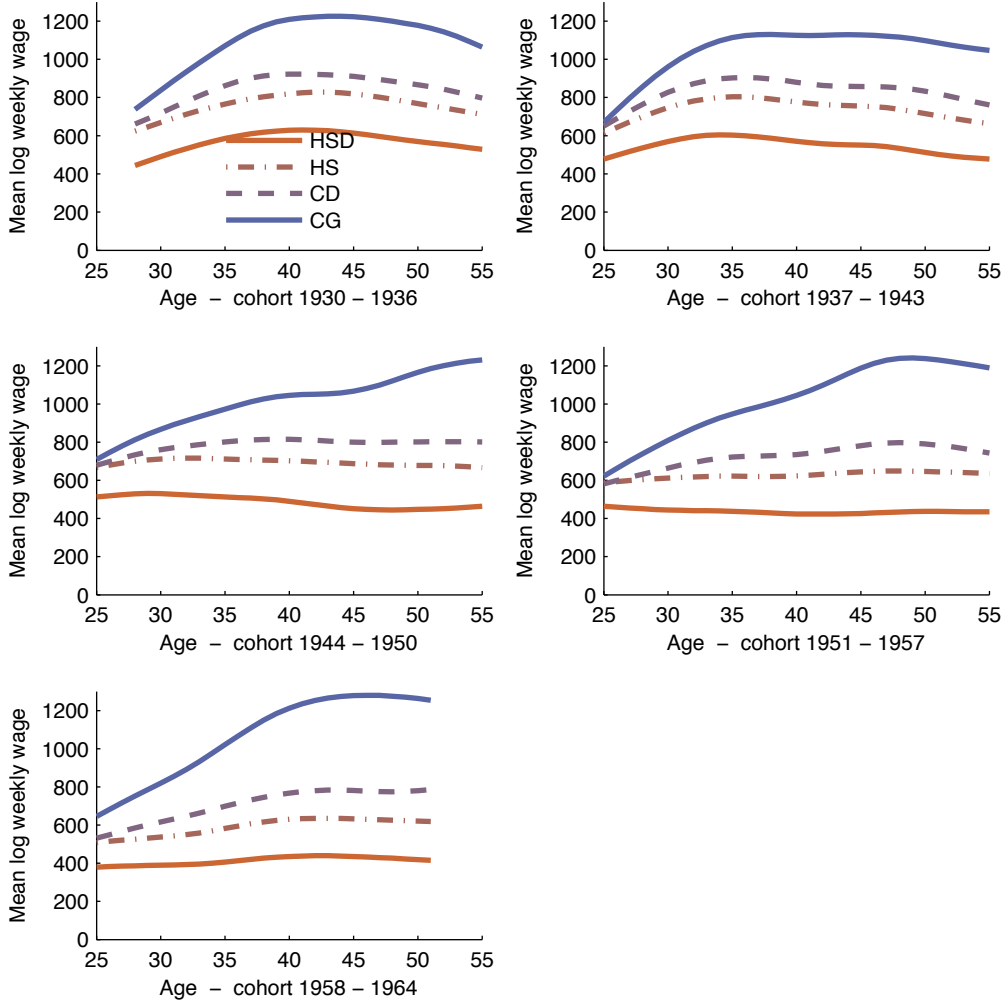 Mean log weekly wage
1200
1000
800
600
400
200
0
HSD
HS
CD
CG
25 30 35 40 45 50 55
Age – cohort 1930 – 1936
Mean log weekly wage
1200
1000
800
600
400
200
0
25 30 35 40 45 50 55
Age – cohort 1937 – 1943
Mean log weekly wage
1200
1000
800
600
400
200
0
25 30 35 40 45 50 55
Age – cohort 1944 – 1950
Mean log weekly wage
1200
1000
800
600
400
200
0
25 30 35 40 45 50 55
Age – cohort 1951 – 1957
Mean log weekly wage
1200
1000
800
600
400
200
0
25 30 35 40 45 50 55
Age – cohort 1958 – 1964